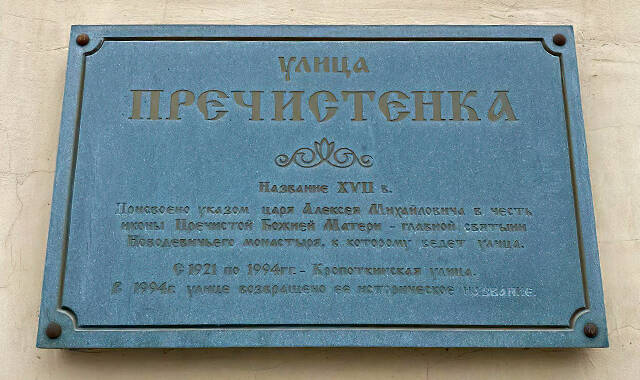 улица
ПРЕЧИСТЕНКА
Название XVII в.
Присвоено указом царя Алексея Михайловича в честь
иконы Пречистой Божией Матери - главной святыни
Новодевичьего монастыря, к которому ведет улица.
С 1921 по 1994гг. - Кропоткинская улица.
В 1994г. улице возвращено ее историческое название.